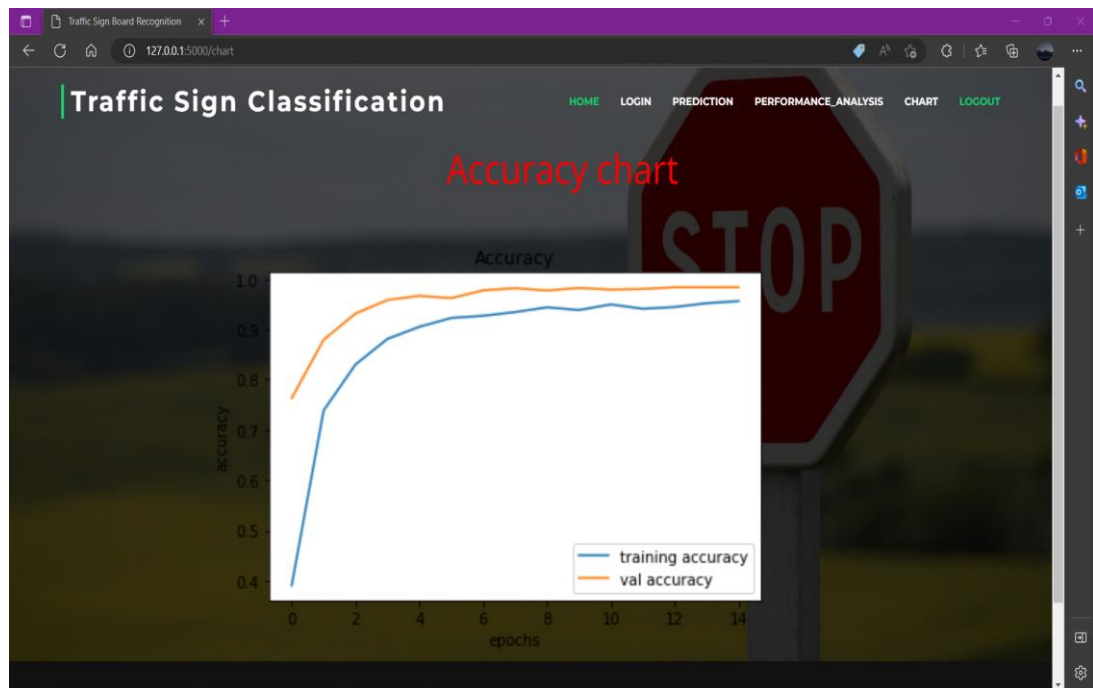 Traffic Sign Board Recognition
127.0.0.1:5000/chart
Traffic Sign Classification
HOME LOGIN PREDICTION PERFORMANCE_ANALYSIS CHART LOGOUT
Accuracy chart
STOP
Accuracy
1.0
0.9
0.8
0.7
0.6
0.5
0.4
accuracy
training accuracy
val accuracy
0 2 4 6 8 10 12 14
epochs